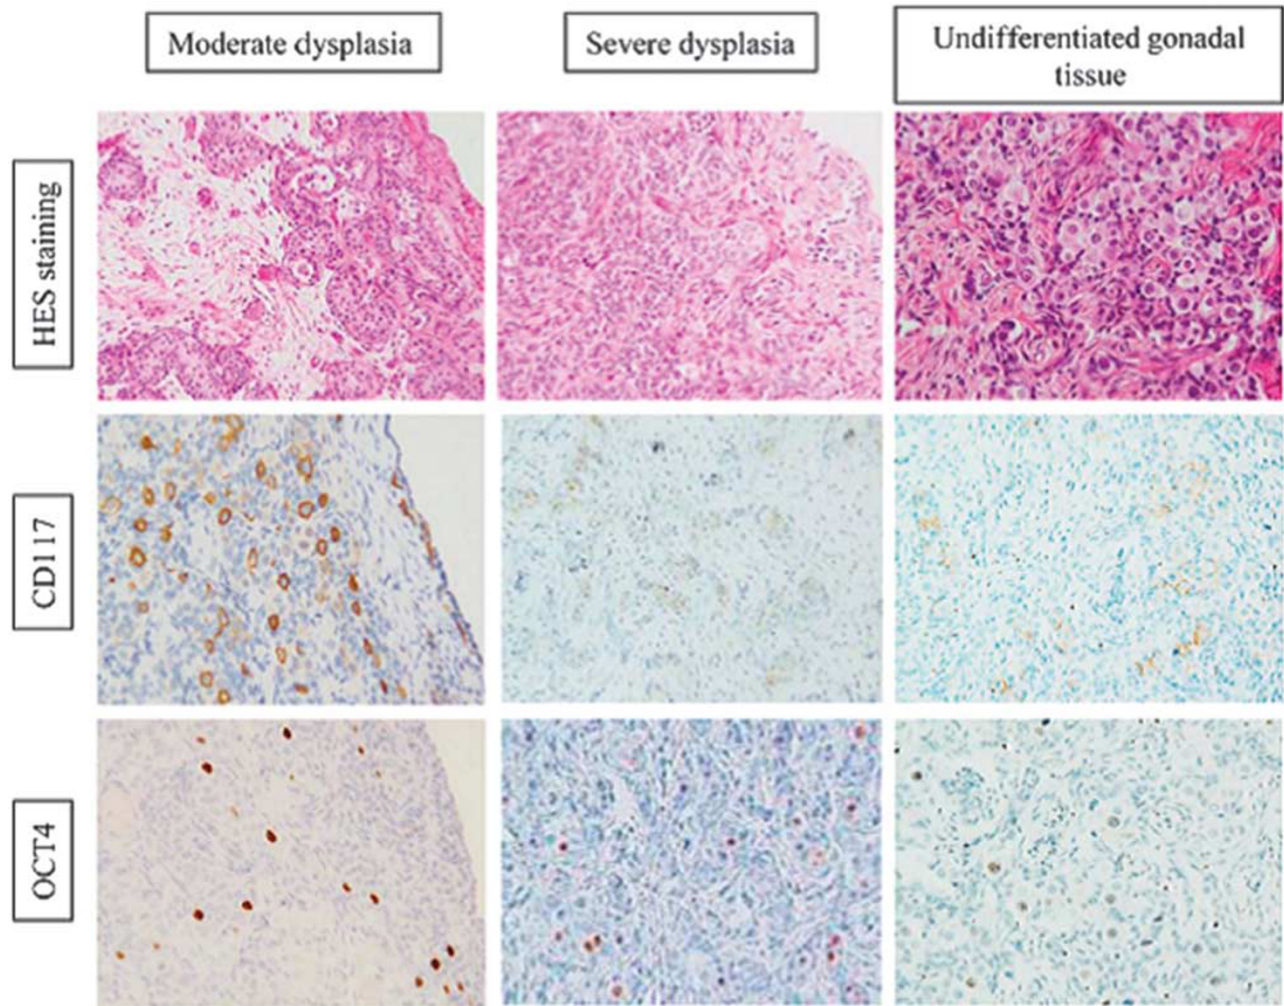 Moderate dysplasia
Severe dysplasia
Undifferentiated gonadal
tissue
HES staining
CD117
OCT4